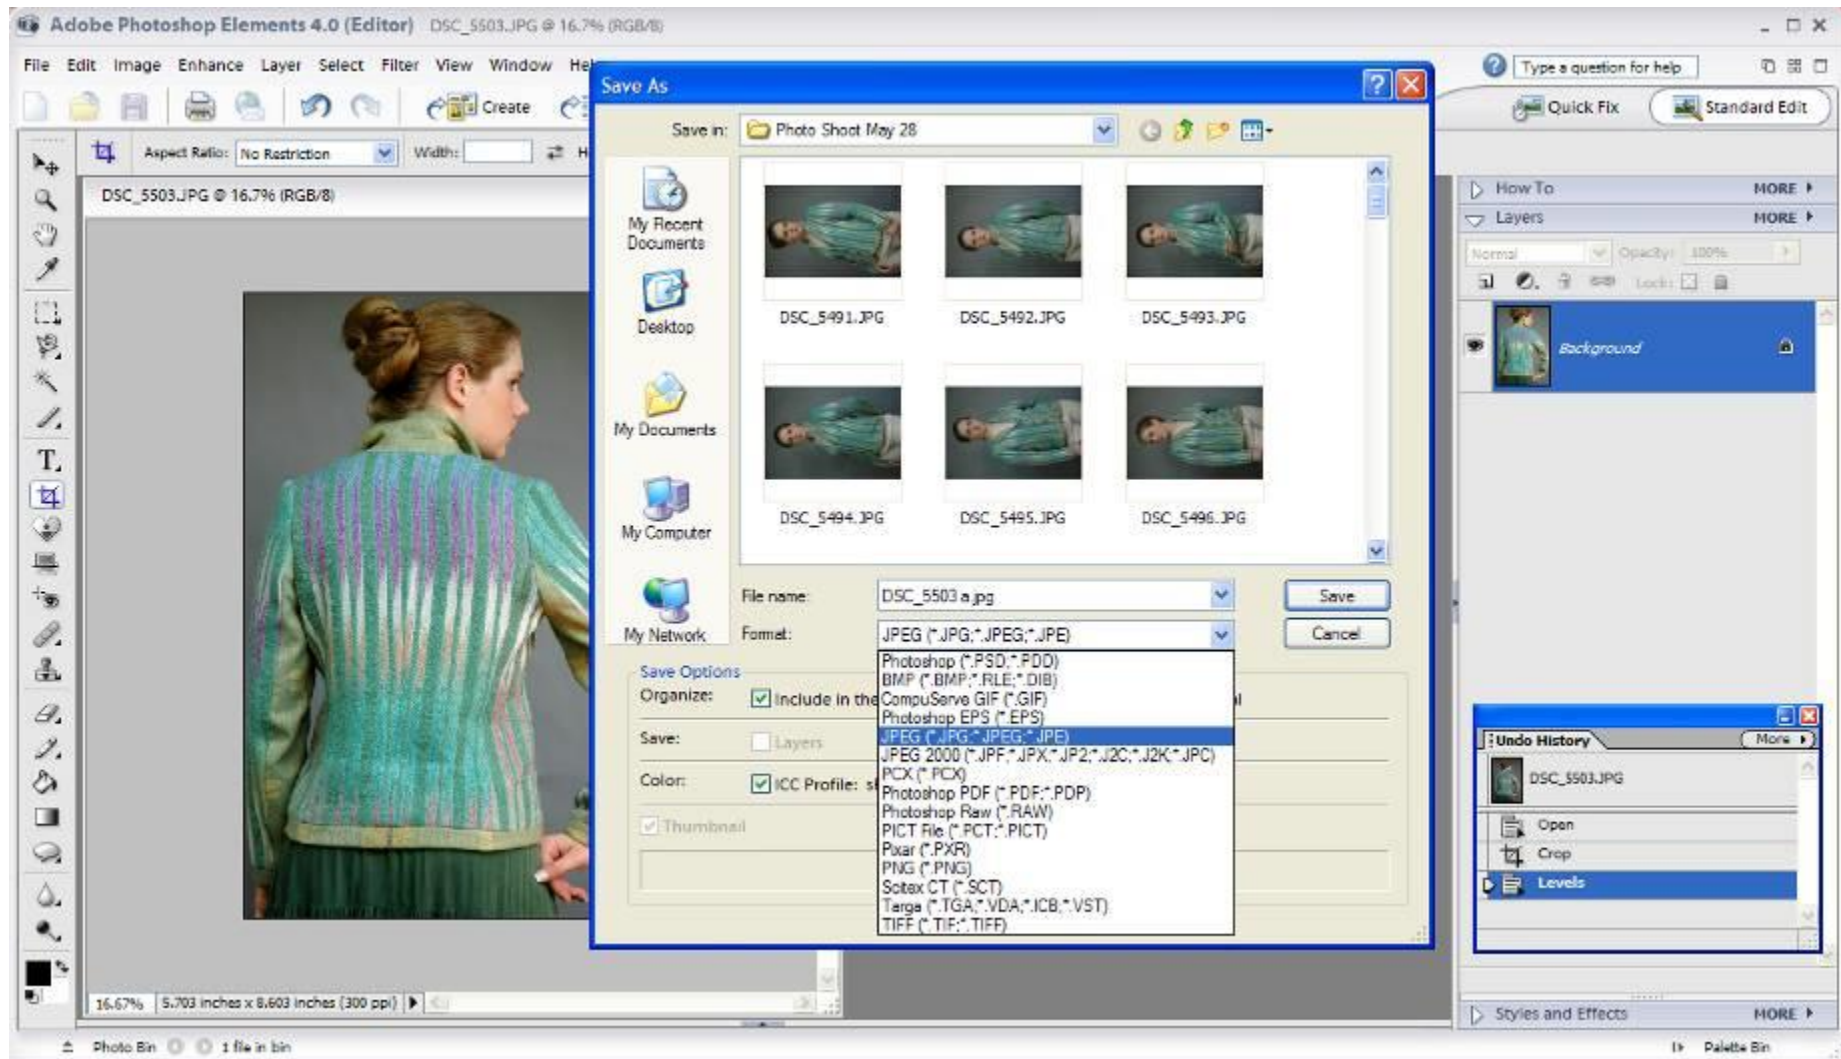 Adobe Photoshop Elements 4.0 (Editor) DSC_5503.JPG @ 16.7% (RGB/8)
File Edit Image Enhance Layer Select Filter View Window
Type a question for help
Create
Quick Fix
Standard Edit
Aspect Ratio: No Restriction Width:
DSC_5503.JPG @ 16.7% (RGB/8)
Save As
Save in: Photo Shoot May 28
My Recent
Documents
Desktop
My Documents
My Computer
My Network
DSC_5491.JPG DSC_5492.JPG DSC_5493.JPG
DSC_5494.JPG DSC_5495.JPG DSC_5496.JPG
File name: DSC_5503 a.jpg Save
Format: JPEG (*.JPG;*.JPEG;*.JPE) Cancel
Photoshop (*.PSD;*.PDD)
BMP (*.BMP;*.RLE;*.DIB)
CompuServe GIF (*.GIF)
Photoshop EPS (*.EPS)
JPEG (*.JPG;*.JPEG;*.JPE)
JPEG 2000 (*.JPF;*.JPX;*.JP2;*.J2C;*.J2K;*.JPC)
PCX (*.PCX)
Photoshop PDF (*.PDF;*.PDP)
Photoshop Raw (*.RAW)
PICT File (*.PCT;*.PICT)
Pixar (*.PXR)
PNG (*.PNG)
Scitex CT (*.SCT)
Targa (*.TGA;*.VDA;*.ICB;*.VST)
TIFF (*.TIF;*.TIFF)
Save Options
Organize: Include in the
Save: Layers
Color: ICC Profile:
Thumbnail
How To MORE
Layers MORE
Normal Opacity: 100%
Lock:
Background
Undo History More
DSC_5503.JPG
Open
Crop
Levels
Styles and Effects MORE
16.67% 5.703 inches x 8.603 inches (300 ppi)
Photo Bin 1 file in bin
Palette Bin